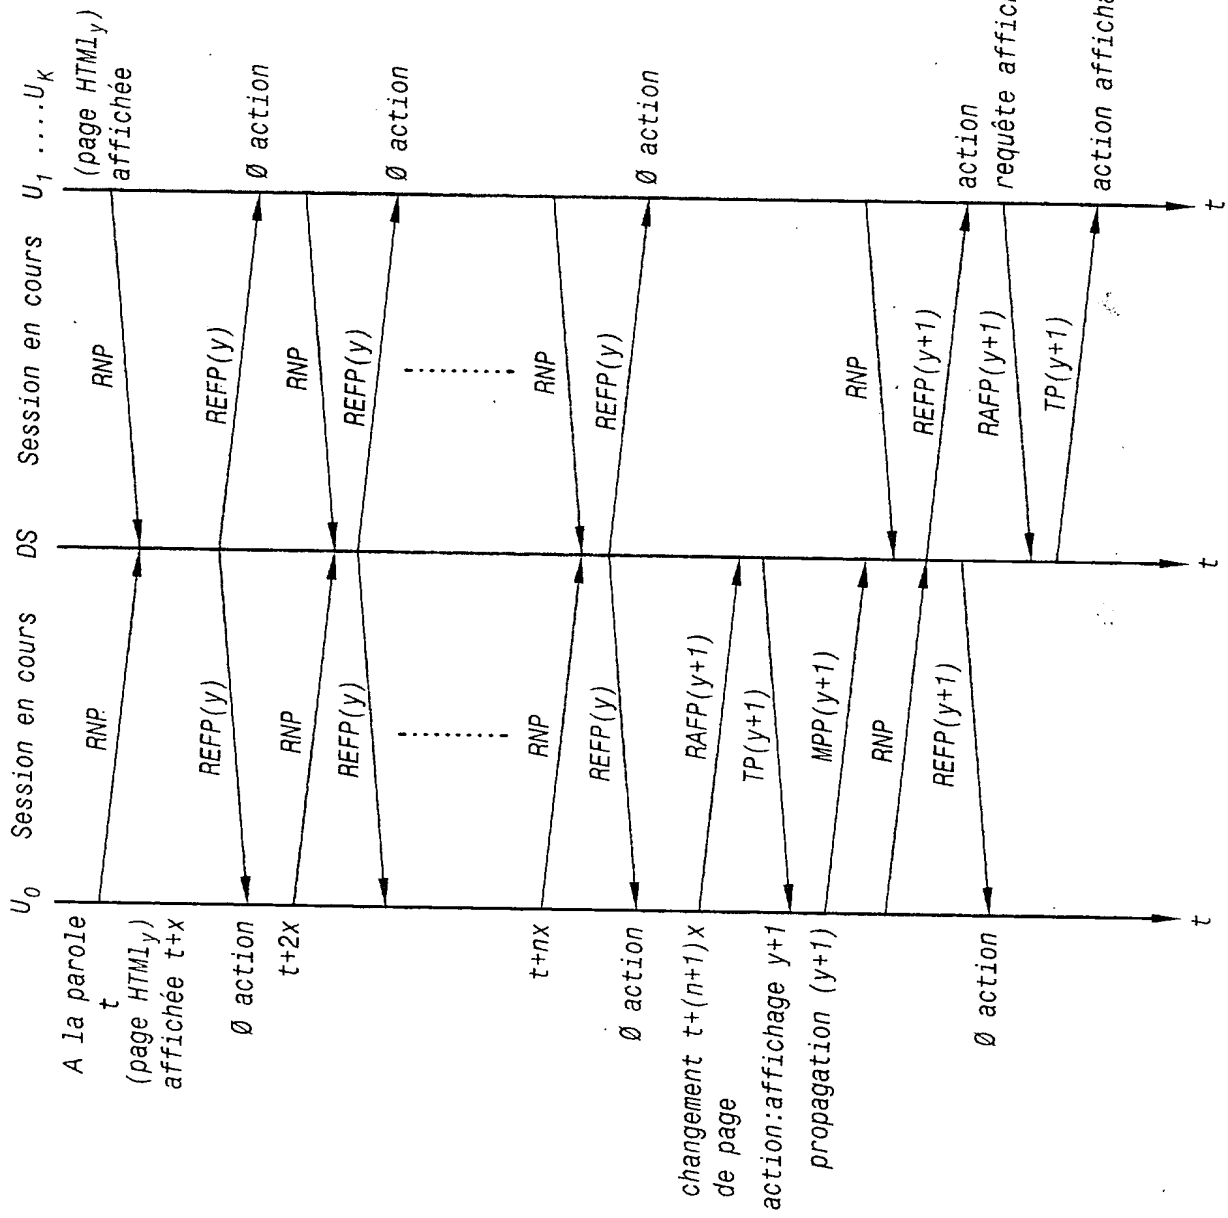 U0 Session en cours DS Session en cours U1 ....UK
A la parole
t
(page HTMl y)
affichée t+x
Ø action
t+2x
t+nx
Ø action
changement t+(n+1)x
de page
action:affichage y+1
propagation (y+1)
Ø action
RNP.
REFP(y)
RNP
REFP(y)
..........
RNP
REFP(y)
RAFP(y+1)
TP(y+1)
MPP(y+1)
RNP
REFP(y+1)
RNP
REFP(y)
RNP
REFP(y)
..........
RNP
REFP(y)
RNP
REFP(y+1)
RAFP(y+1)
TP(y+1)
(page HTMl y)
affichée
Ø action
Ø action
Ø action
action
requête
action
t
t
t